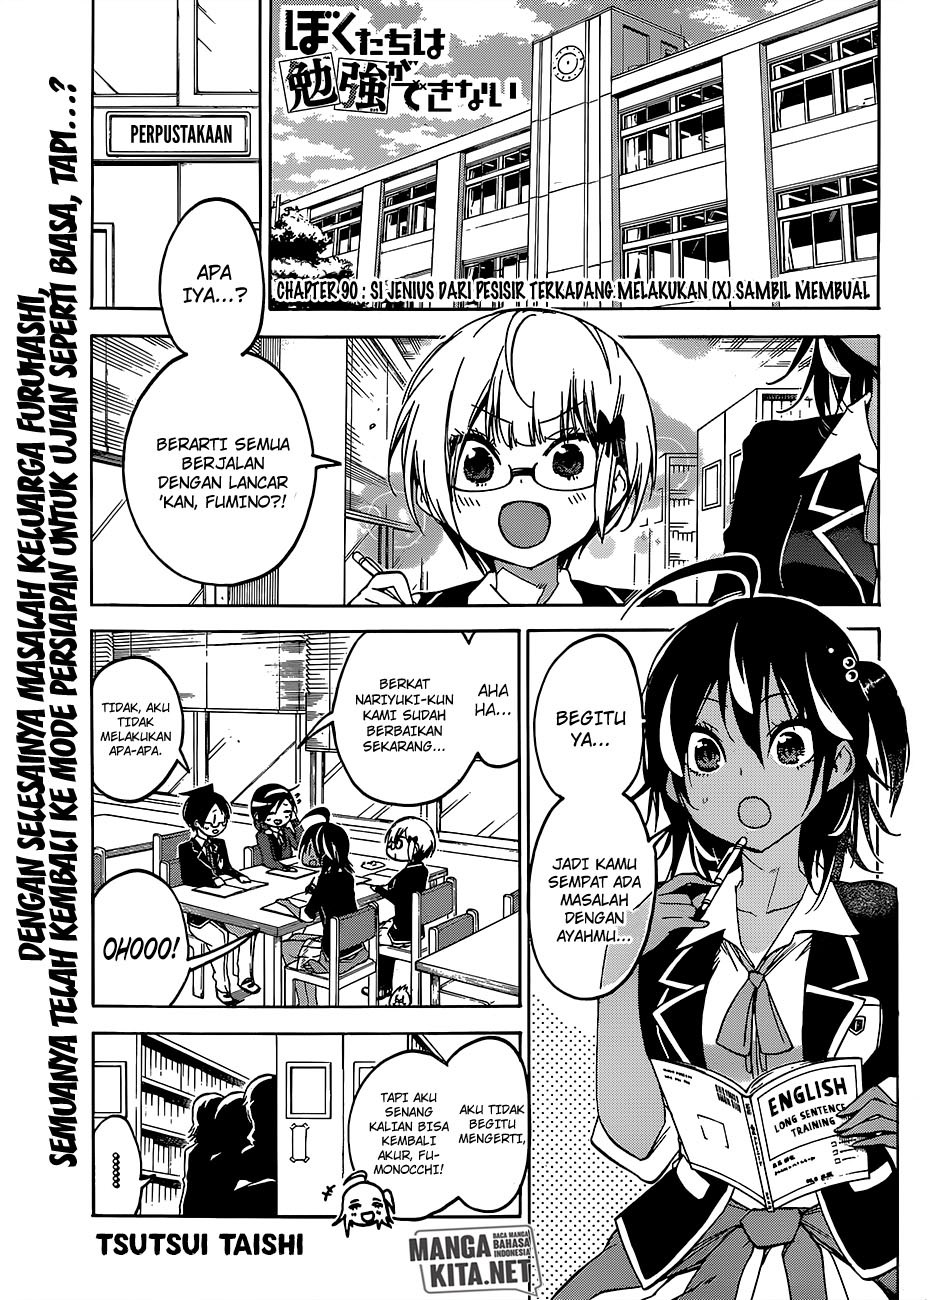 ぼくたちは
勉強ができない
PERPUSTAKAAN
CHAPTER 90 : SI JENIUS DARI PESISIR TERKADANG MELAKUKAN (X) SAMBIL MEMBUAL
DENGAN SELESAINYA MASALAH KELUARGA FURUHASHI,
SEMUANYA TELAH KEMBALI KE MODE PERSIAPAN UNTUK UJIAN SEPERTI BIASA, TAPI...?
APA
IYA...?
BERARTI SEMUA
BERJALAN
DENGAN LANCAR
'KAN, FUMINO?!
BEGITU
YA...
JADI KAMU
SEMPAT ADA
MASALAH
DENGAN
AYAHMU...
ENGLISH
LONG SENTENCE
TRAINING
AHA
HA...
BERKAT
NARIYUKI-KUN
KAMI SUDAH
BERBAIKAN
SEKARANG...
TIDAK, AKU
TIDAK
MELAKUKAN
APA-APA.
OHOOO!
AKU TIDAK
BEGITU
MENGERTI,
TAPI AKU
SENANG
KALIAN BISA
KEMBALI
AKUR, FU-
MONOCCHI!
TSUTSUI TAISHI
MANGA
KITA.NET
BACA MANGA
BAHASA
INDONESIA